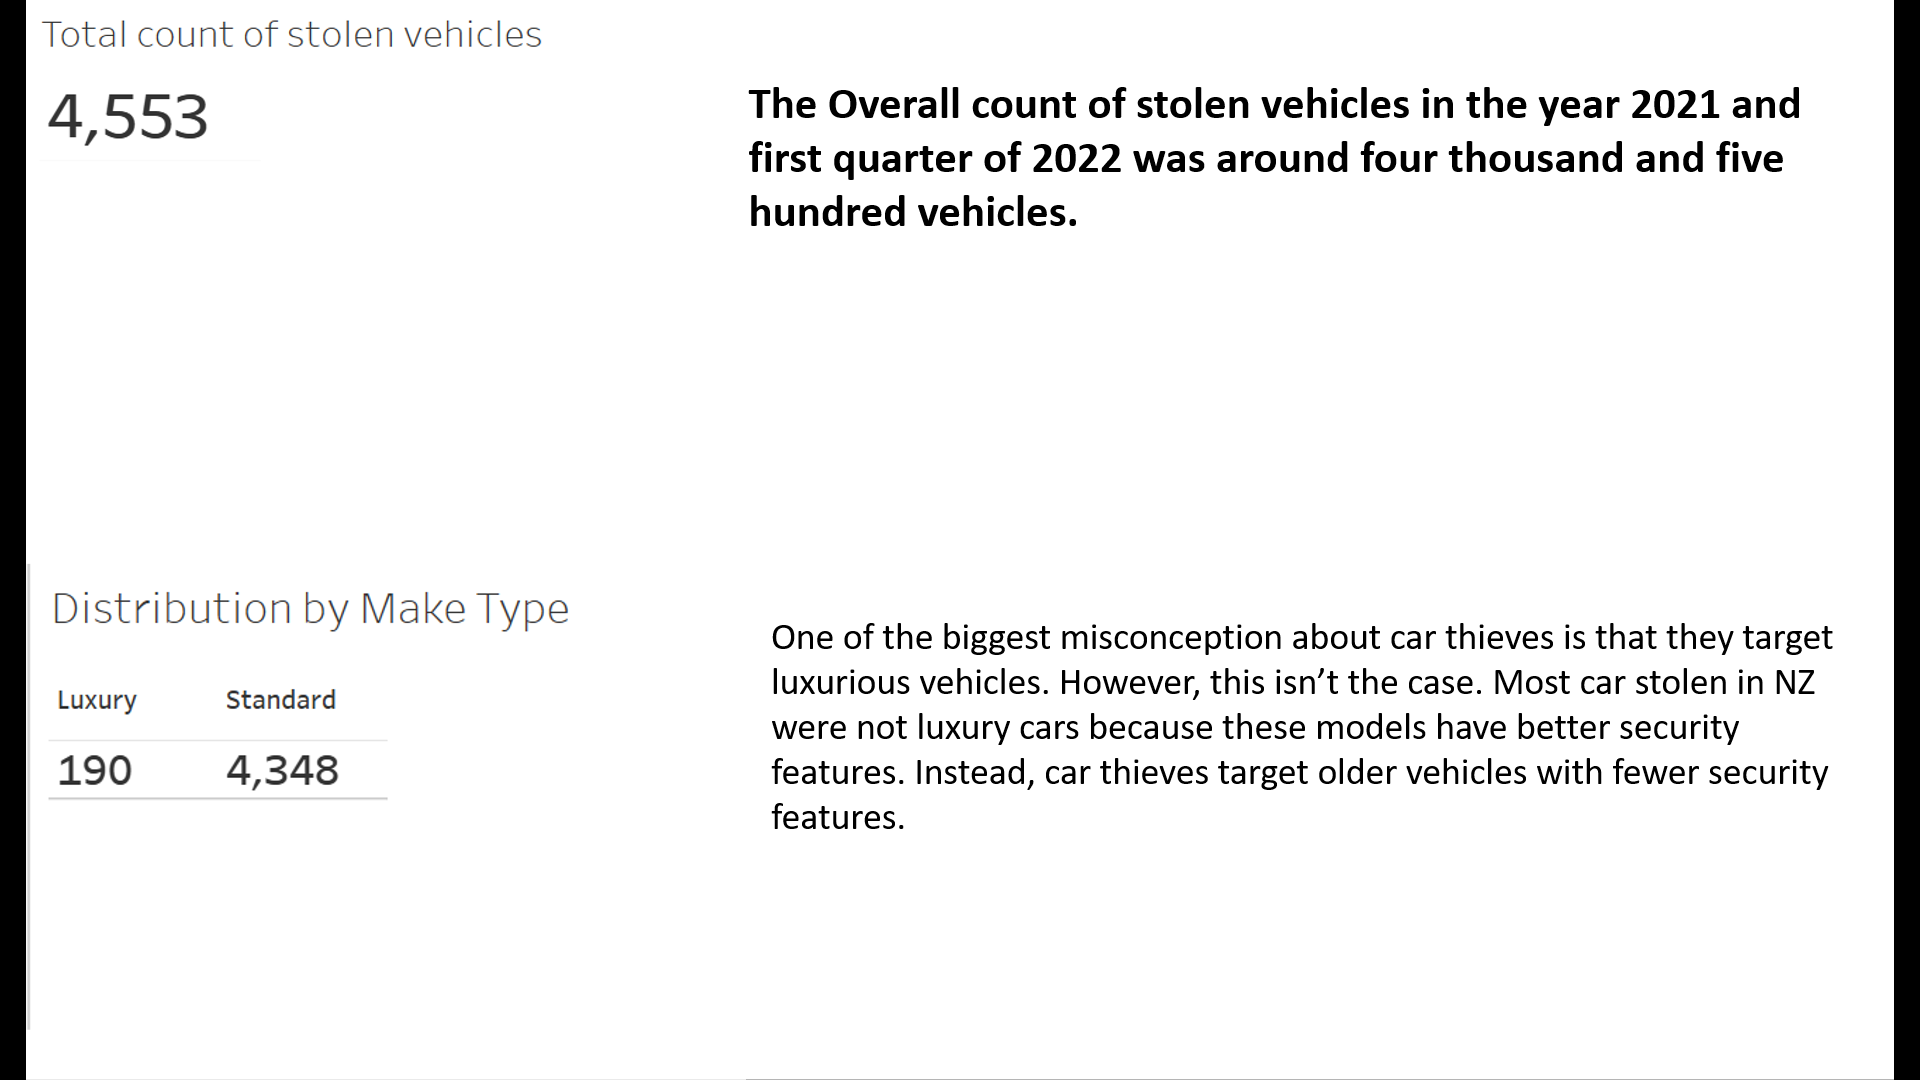 Total count of stolen vehicles
4,553
The Overall count of stolen vehicles in the year 2021 and
first quarter of 2022 was around four thousand and five
hundred vehicles.
Distribution by Make Type
Luxury Standard
190 4,348
One of the biggest misconception about car thieves is that they target
luxurious vehicles. However, this isn’t the case. Most car stolen in NZ
were not luxury cars because these models have better security
features. Instead, car thieves target older vehicles with fewer security
features.